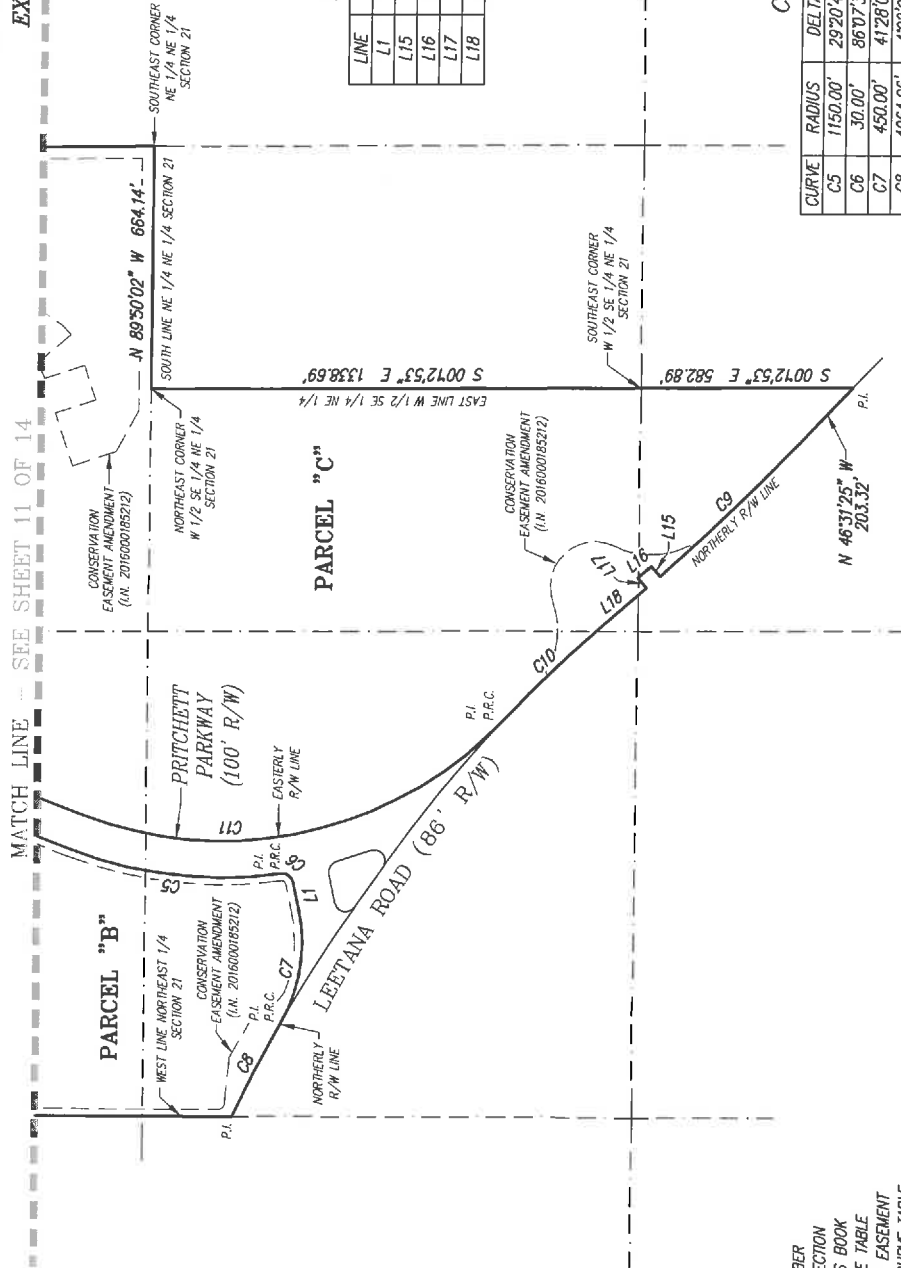 MATCH LINE - SEE SHEET 11 OF 14
EX
SOUTHEAST CORNER
NE 1/4 NE 1/4
SECTION 21
N 89°50'02" W 664.14'
SOUTH LINE NE 1/4 NE 1/4 SECTION 21
CONSERVATION
EASEMENT AMENDMENT
(I.N. 2016000185212)
NORTHEAST CORNER
W 1/2 SE 1/4 NE 1/4
SECTION 21
LINE
L1
L15
L16
L17
L18
PARCEL "C"
EAST LINE W 1/2 SE 1/4 NE 1/4
S 00°12'53" E 1338.69'
SOUTHEAST CORNER
W 1/2 SE 1/4 NE 1/4
SECTION 21
S 00°12'53" E 582.89'
P.I.
CONSERVATION
EASEMENT AMENDMENT
(I.N. 2016000185212)
L17
L16
L15
L18
C9
NORTHERLY R/W LINE
N 46°31'25" W
203.32'
C10
P.I.
P.R.C.
PRITCHETT
PARKWAY
(100' R/W)
C11
EASTERLY
R/W LINE
P.I.
P.R.C.
C6
C5
L1
LEETANA ROAD (86' R/W)
PARCEL "B"
WEST LINE NORTHEAST 1/4
SECTION 21
CONSERVATION
EASEMENT AMENDMENT
(I.N. 2016000185212)
P.I.
P.R.C.
C7
C8
NORTHERLY
R/W LINE
P.I.
C
CURVE RADIUS DELT
C5 1150.00' 29°20'4
C6 30.00' 86°07'
C7 450.00' 41°28'0
C8
BER
ECTION
S BOOK
E TABLE
EASEMENT